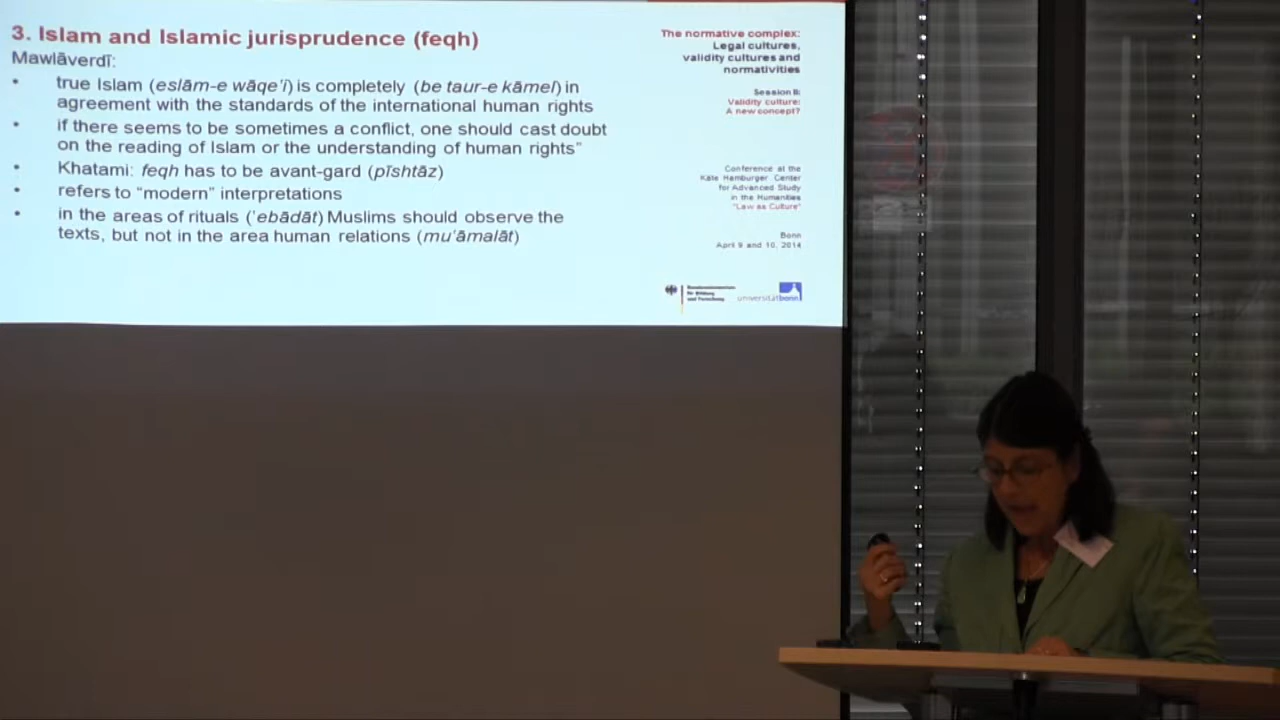 3. Islam and Islamic jurisprudence (feqh)
Mawlāverdī:
• true Islam (eslām-e wāqe'i) is completely (be taur-e kāmel) in
agreement with the standards of the international human rights
• if there seems to be sometimes a conflict, one should cast doubt
on the reading of Islam or the understanding of human rights"
• Khatami: feqh has to be avant-gard (pīshtāz)
• refers to "modern" interpretations
• in the areas of rituals ('ebādāt) Muslims should observe the
texts, but not in the area human relations (mu'āmalāt)
The normative complex:
Legal cultures,
validity cultures and
normativities
Session B:
Validity culture:
A new concept?
Conference at the
Käte Hamburger Center
for Advanced Study
in the Humanities
"Law as Culture"
Bonn
April 9 and 10, 2014
Bundesministerium
für Bildung
und Forschung
universitätbonn